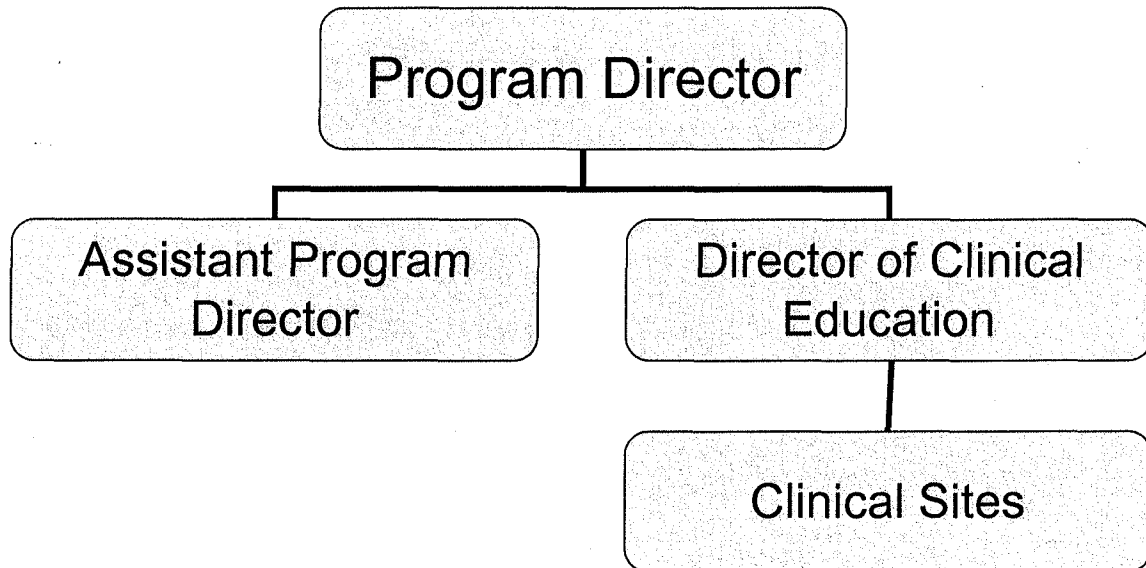 Program Director
Assistant Program
Director
Director of Clinical
Education
Clinical Sites